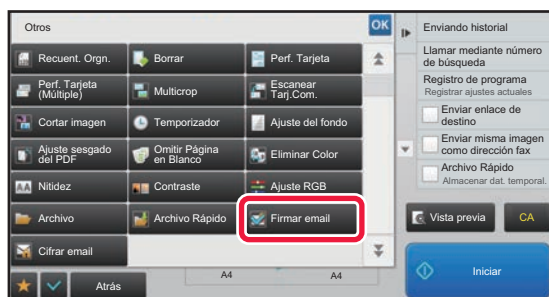 Otros
OK
Recuent. Orgn.
Borrar
Perf. Tarjeta
Perf. Tarjeta
(Múltiple)
Multicrop
Escanear
Tarj.Com.
Cortar imagen
Temporizador
Ajuste del fondo
Ajuste sesgado
del PDF
Omitir Página
en Blanco
Eliminar Color
Nitidez
Contraste
Ajuste RGB
Archivo
Archivo Rápido
Firmar email
Cifrar email
Atrás
A4
A4
Enviando historial
Llamar mediante número
de búsqueda
Registro de programa
Registrar ajustes actuales
Enviar enlace de
destino
Enviar misma imagen
como dirección fax
Archivo Rápido
Almacenar dat. temporal.
Vista previa
CA
Iniciar